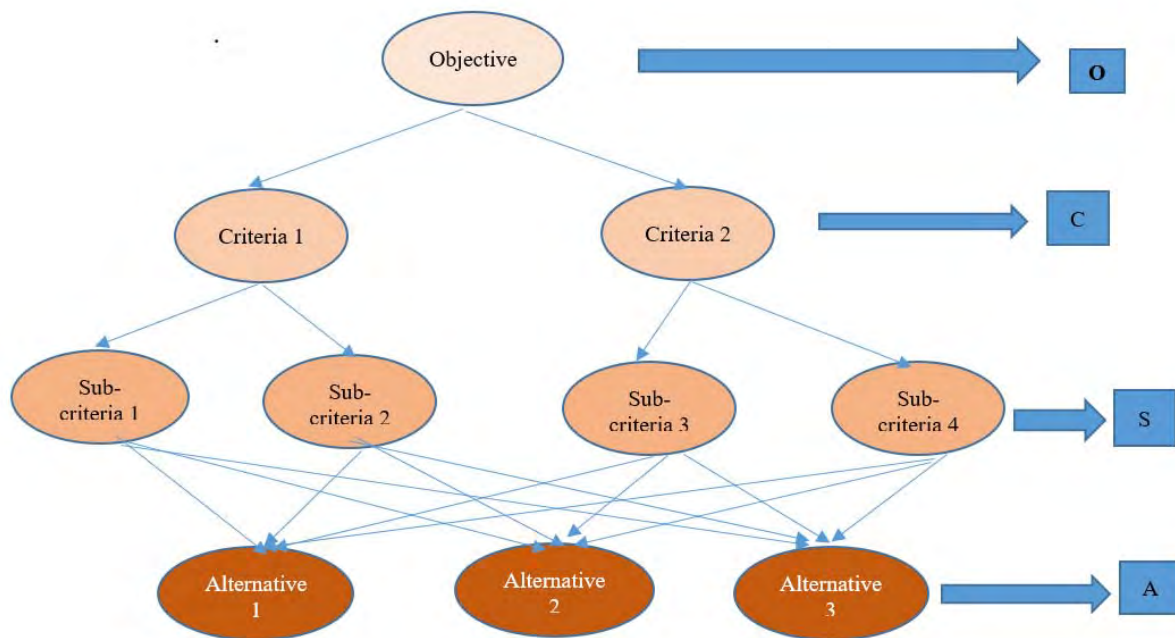 Objective
O
Criteria 1
Criteria 2
C
Sub-
criteria 1
Sub-
criteria 2
Sub-
criteria 3
Sub-
criteria 4
S
Alternative
1
Alternative
2
Alternative
3
A